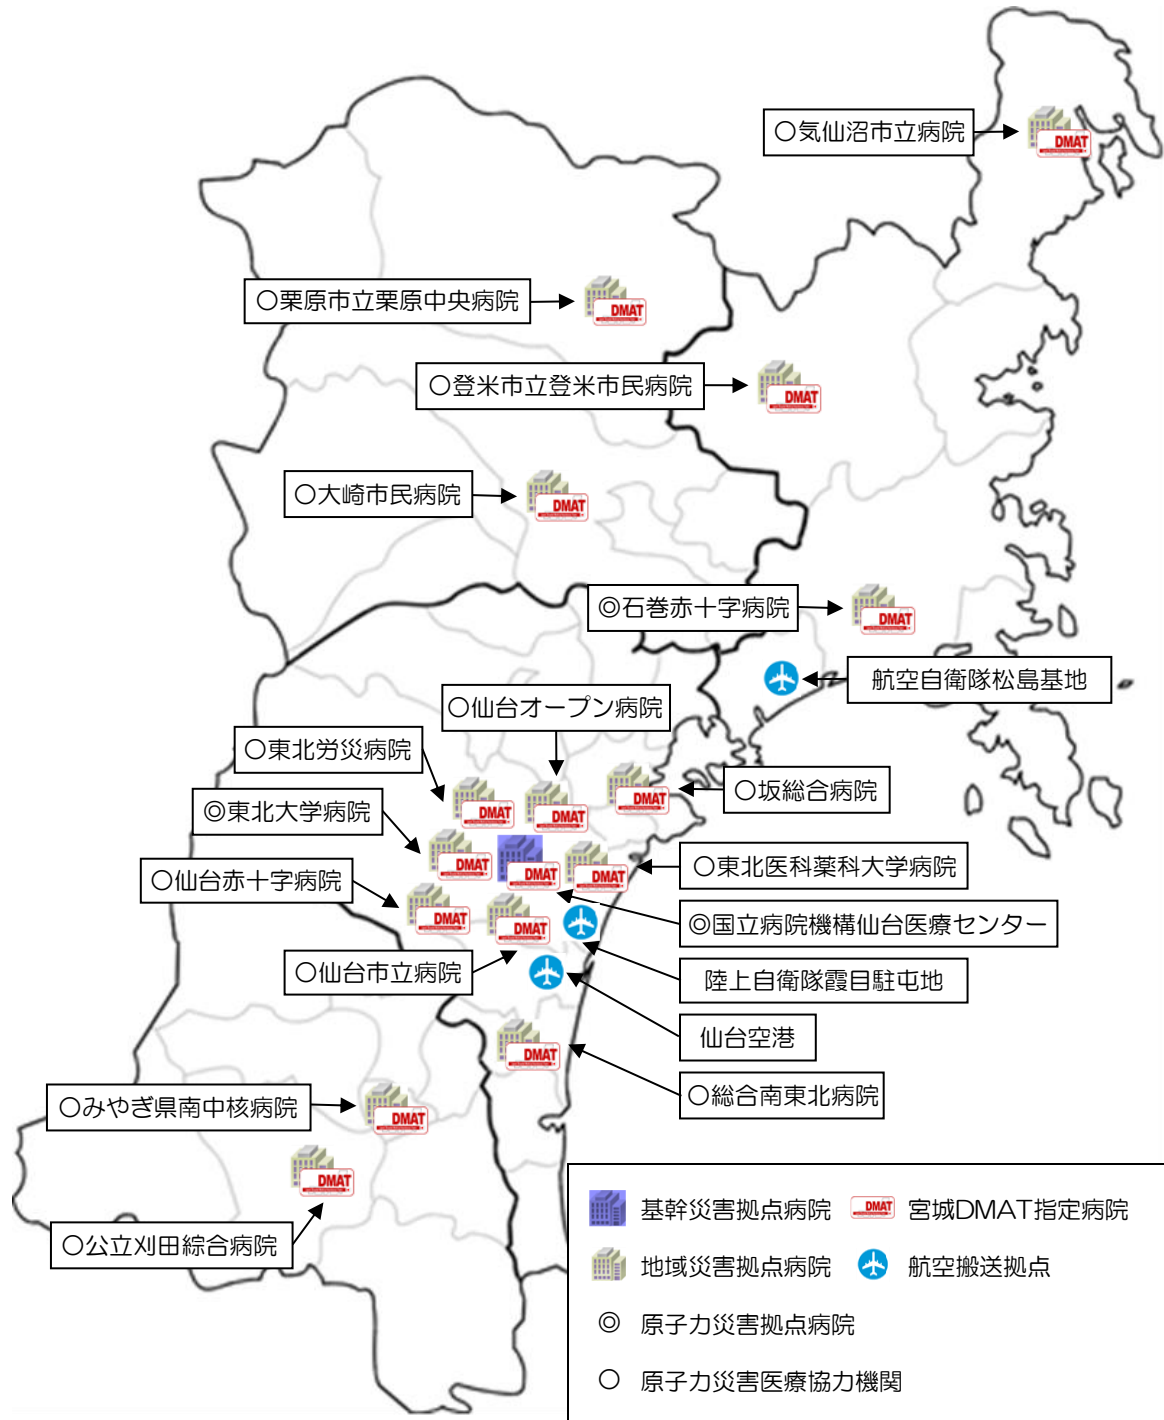 ○気仙沼市立病院
DMAT
○栗原市立栗原中央病院
DMAT
○登米市立登米市民病院
DMAT
○大崎市民病院
DMAT
◎石巻赤十字病院
DMAT
航空自衛隊松島基地
○仙台オープン病院
○東北労災病院
DMAT
DMAT
DMAT
○坂総合病院
◎東北大学病院
DMAT
DMAT
DMAT
○東北医科薬科大学病院
○仙台赤十字病院
DMAT
DMAT
◎国立病院機構仙台医療センター
○仙台市立病院
陸上自衛隊霞目駐屯地
仙台空港
DMAT
○総合南東北病院
○みやぎ県南中核病院
DMAT
DMAT
○公立刈田綜合病院
基幹災害拠点病院
DMAT
宮城DMAT指定病院
地域災害拠点病院
航空搬送拠点
◎ 原子力災害拠点病院
○ 原子力災害医療協力機関